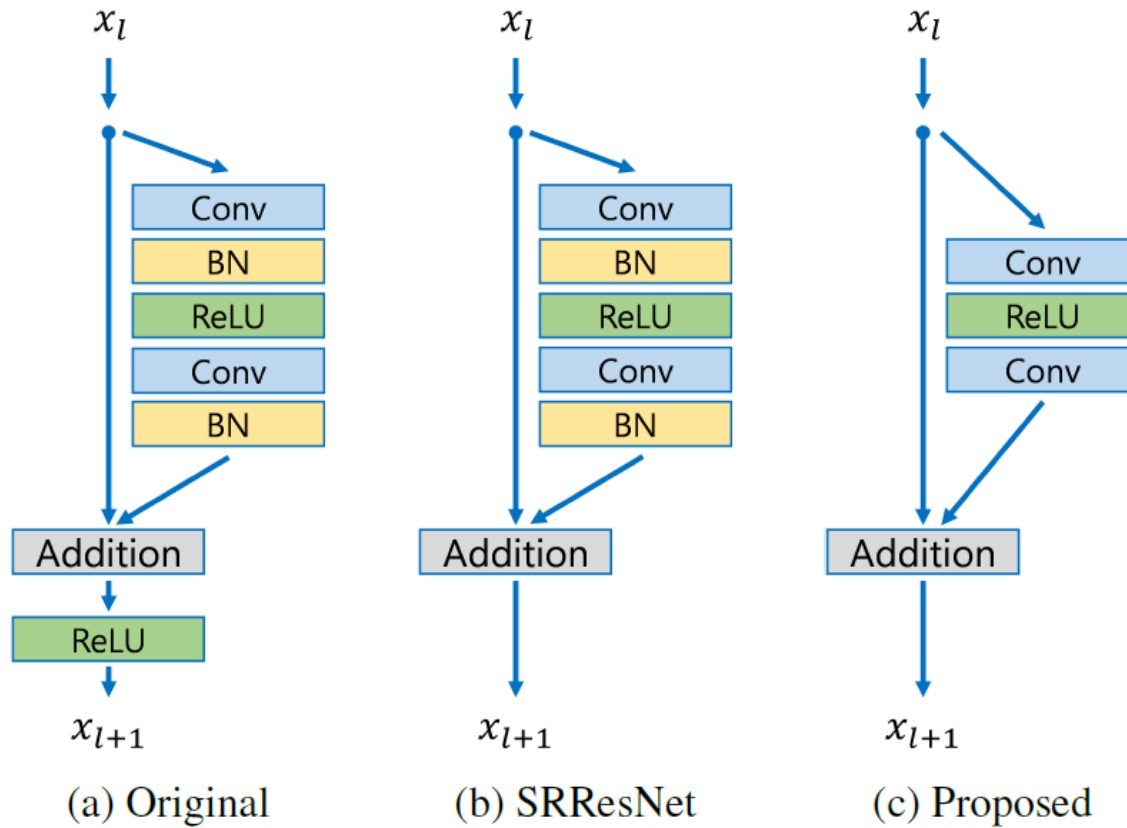 x_l
Conv
BN
ReLU
Conv
BN
Addition
ReLU
x_{l+1}
(a) Original
x_l
Conv
BN
ReLU
Conv
BN
Addition
x_{l+1}
(b) SRResNet
x_l
Conv
ReLU
Conv
Addition
x_{l+1}
(c) Proposed